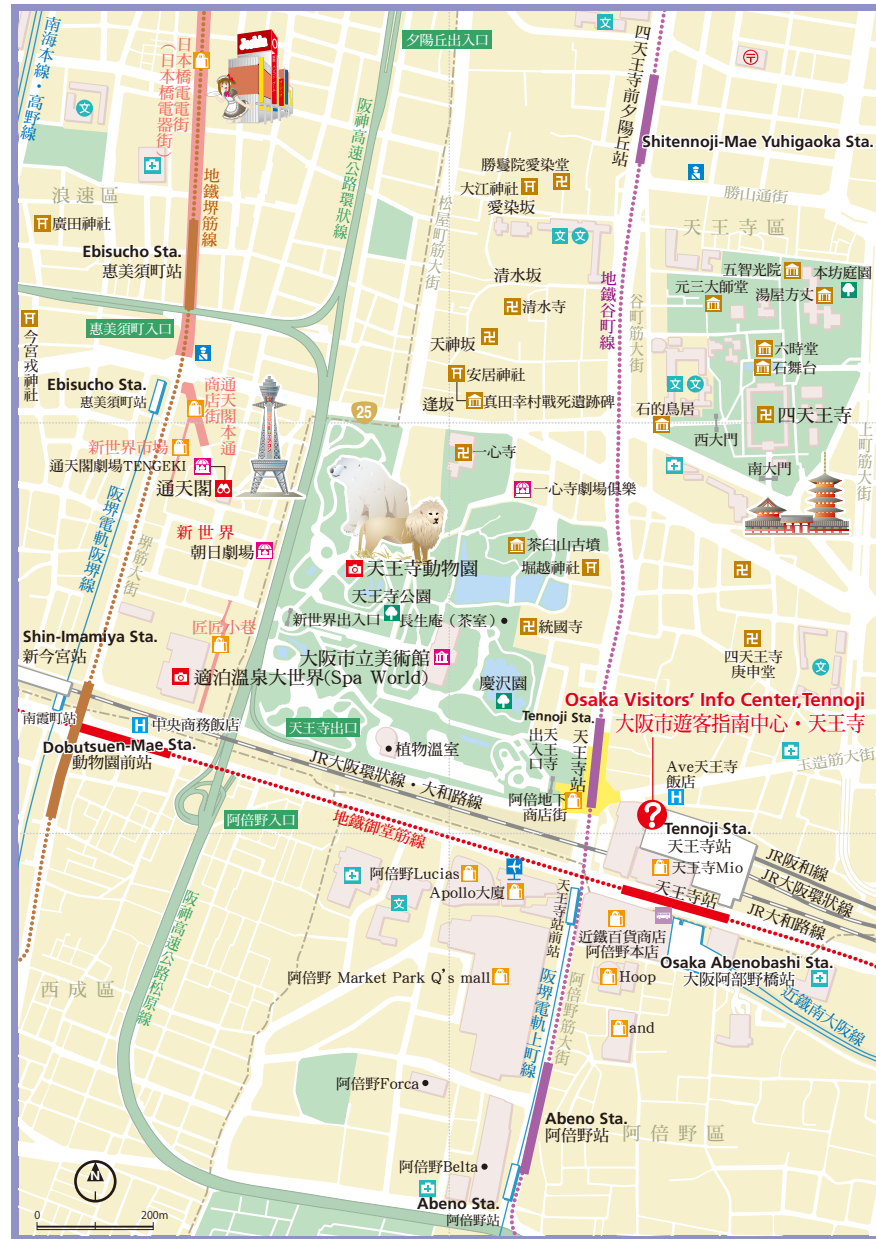 南海本線・高野線
日本橋電電街
(日本橋電器街)
Joshin
夕陽丘出入口
四天王寺前夕陽丘站
Shitennoji-Mae Yuhigaoka Sta.
文
文
阪神高速公路環狀線
地鐵堺筋線
浪速區
廣田神社
Ebisucho Sta.
惠美須町站
松屋町筋大街
勝鬘院愛染堂
大江神社
愛染坂
文
文
勝山通街
天王寺區
清水坂
清水寺
天神坂
安居神社
逢坂
真田幸村戰死遺跡碑
地鐵谷町線
谷町筋大街
五智光院
本坊庭園
元三大師堂
湯屋方丈
六時堂
石舞台
文
文
石的鳥居
四天王寺
西大門
南大門
上町筋大街
今宮戎神社
惠美須町入口
Ebisucho Sta.
惠美須町站
通天閣本通
商店街
新世界市場
通天閣劇場TENGEKI
通天閣
25
一心寺
一心寺劇場俱樂
新世界
朝日劇場
阪堺電軌阪堺線
堺筋大街
天王寺動物園
茶臼山古墳
堀越神社
天王寺公園
新世界出入口
長生庵(茶室)
統國寺
四天王寺
庚申堂
文
Shin-Imamiya Sta.
新今宮站
匠匠小巷
大阪市立美術館
適泊溫泉大世界(Spa World)
慶沢園
Osaka Visitors' Info Center,Tennoji
大阪市遊客指南中心・天王寺
南霞町站
H
中央商務飯店
天王寺出口
Tennoji Sta.
天王寺站
天王寺
出入口
Dobutsuen-Mae Sta.
動物園前站
植物溫室
JR大阪環狀線・大和路線
Ave天王寺
飯店
H
玉造筋大街
阿倍地下
商店街
阿倍野入口
地鐵御堂筋線
?
Tennoji Sta.
天王寺站
天王寺Mio
JR阪和線
JR大阪環狀線
JR大和路線
天王寺站
阿倍野Lucias
Apollo大廈
文
天王寺站前站
近鐵百貨商店
阿倍野本店
Osaka Abenobashi Sta.
大阪阿部野橋站
近鐵南大阪線
阪神高速公路松原線
西成區
阿倍野 Market Park Q's mall
阪堺電軌上町線
阿倍野筋大街
Hoop
and
阿倍野Forca
Abeno Sta.
阿倍野站
阿倍野區
阿倍野Belta
Abeno Sta.
阿倍野站
N
0
200m